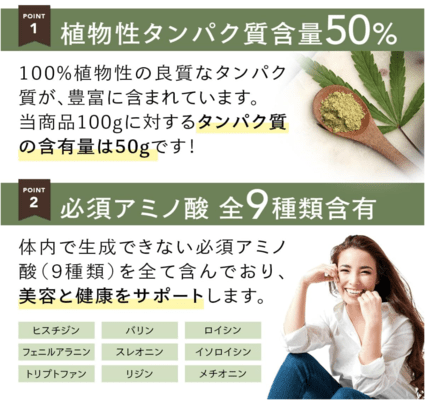 POINT
1
植物性タンパク質含量50%
100%植物性の良質なタンパク
質が、豊富に含まれています。
当商品100gに対するタンパク質
の含有量は50gです!
POINT
2
必須アミノ酸 全9種類含有
体内で生成できない必須アミノ
酸(9種類)を全て含んでおり、
美容と健康をサポートします。
ヒスチジン バリン ロイシン
フェニルアラニン スレオニン イソロイシン
トリプトファン リジン メチオニン